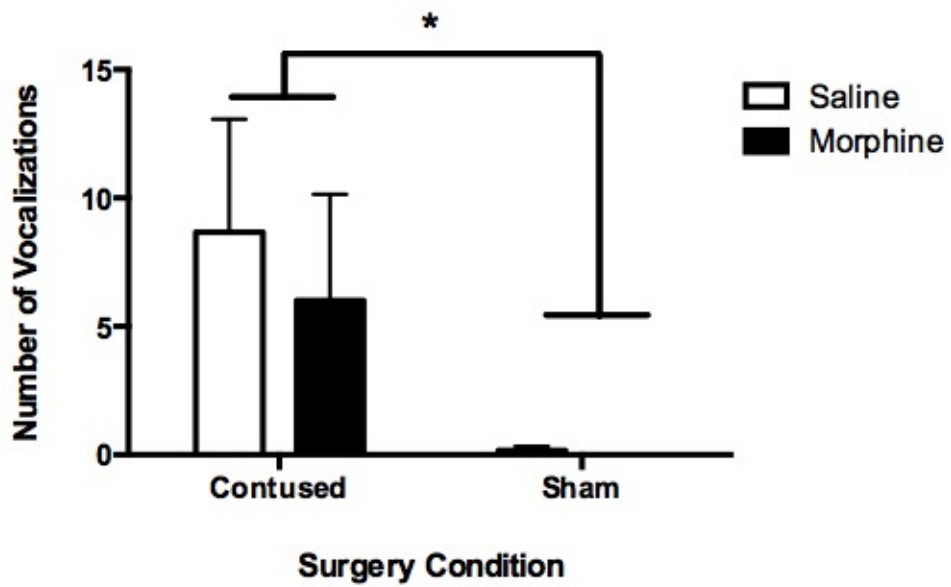 *
15
10
5
0
Number of Vocalizations
Saline
Morphine
Contused
Sham
Surgery Condition